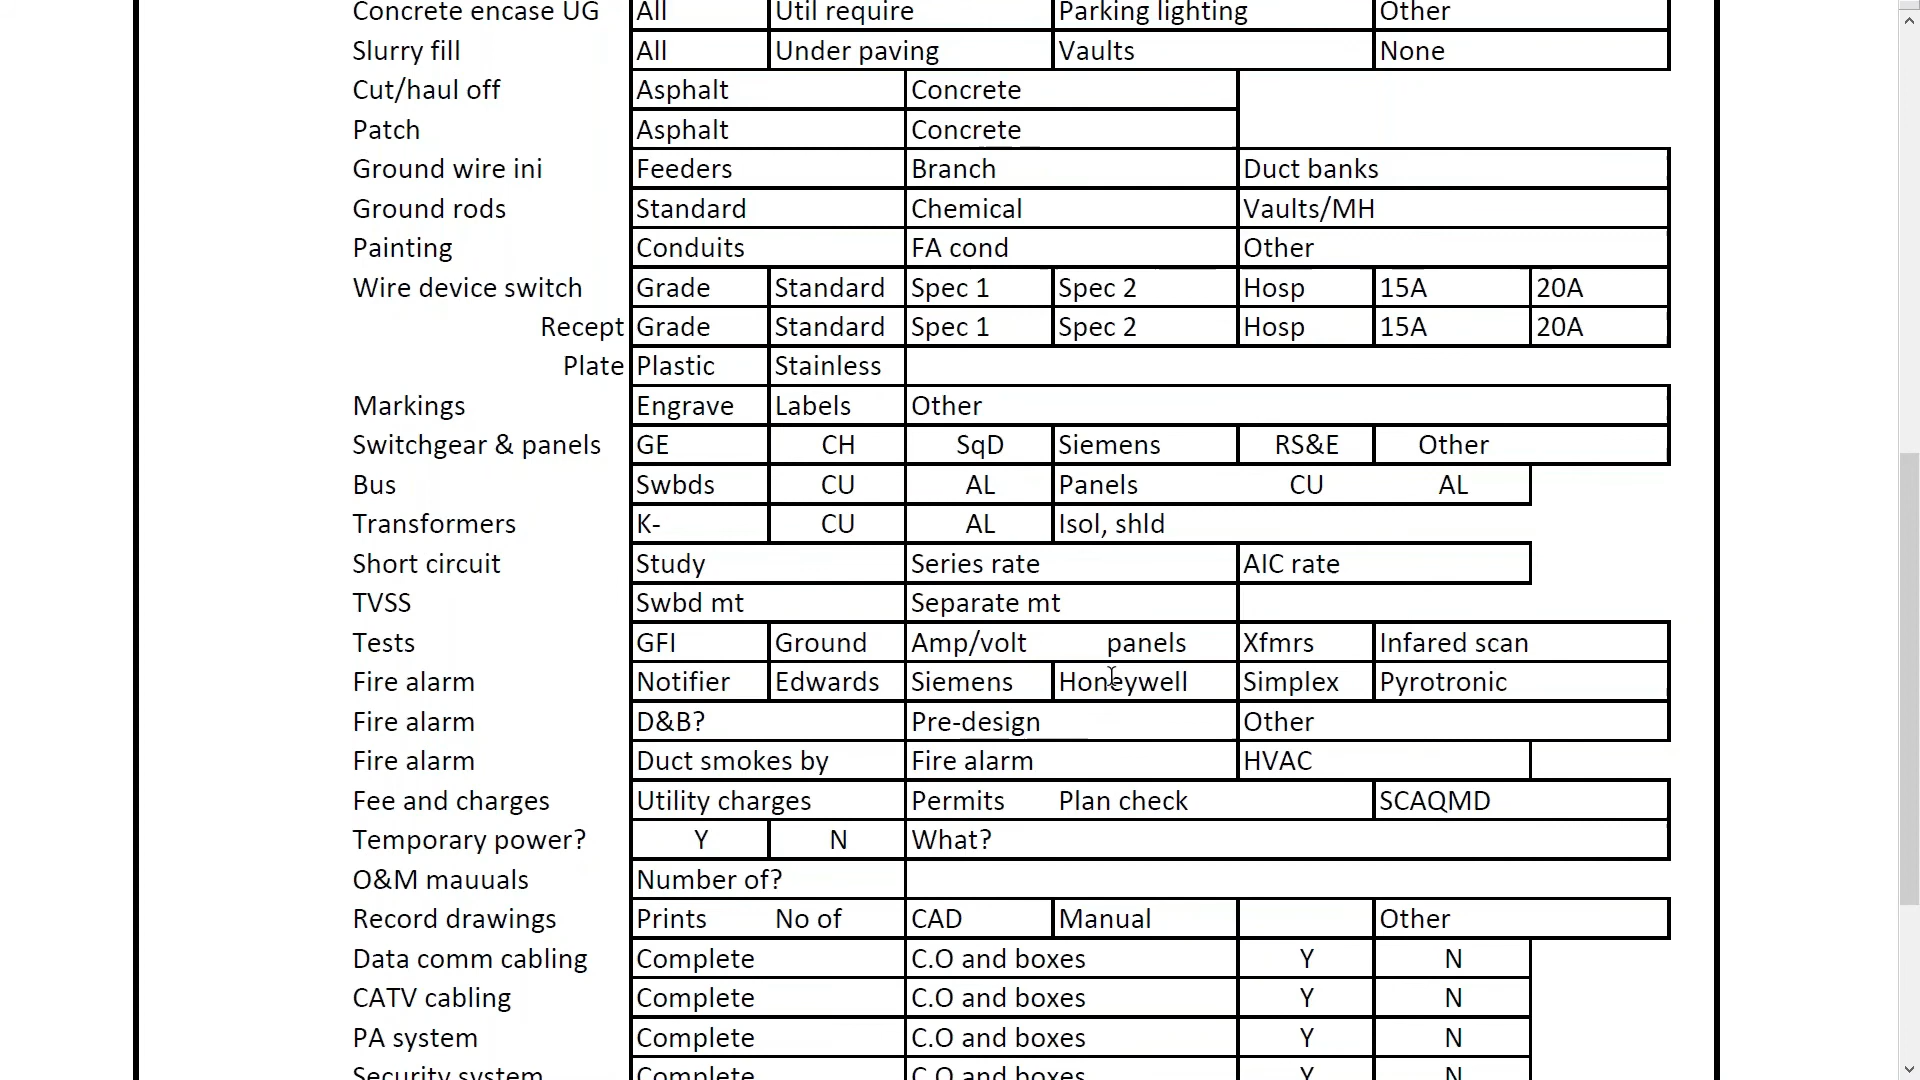 Concrete encase UG All Util require Parking lighting Other
Slurry fill All Under paving Vaults None
Cut/haul off Asphalt Concrete
Patch Asphalt Concrete
Ground wire ini Feeders Branch Duct banks
Ground rods Standard Chemical Vaults/MH
Painting Conduits FA cond Other
Wire device switch Grade Standard Spec 1 Spec 2 Hosp 15A 20A
Recept Grade Standard Spec 1 Spec 2 Hosp 15A 20A
Plate Plastic Stainless
Markings Engrave Labels Other
Switchgear & panels GE CH SqD Siemens RS&E Other
Bus Swbds CU AL Panels CU AL
Transformers K- CU AL Isol, shld
Short circuit Study Series rate AIC rate
TVSS Swbd mt Separate mt
Tests GFI Ground Amp/volt panels Xfmrs Infared scan
Fire alarm Notifier Edwards Siemens Honeywell Simplex Pyrotronic
Fire alarm D&B? Pre-design Other
Fire alarm Duct smokes by Fire alarm HVAC
Fee and charges Utility charges Permits Plan check SCAQMD
Temporary power? Y N What?
O&M mauuals Number of?
Record drawings Prints No of CAD Manual Other
Data comm cabling Complete C.O and boxes Y N
CATV cabling Complete C.O and boxes Y N
PA system Complete C.O and boxes Y N
Security system Complete C.O and boxes Y N